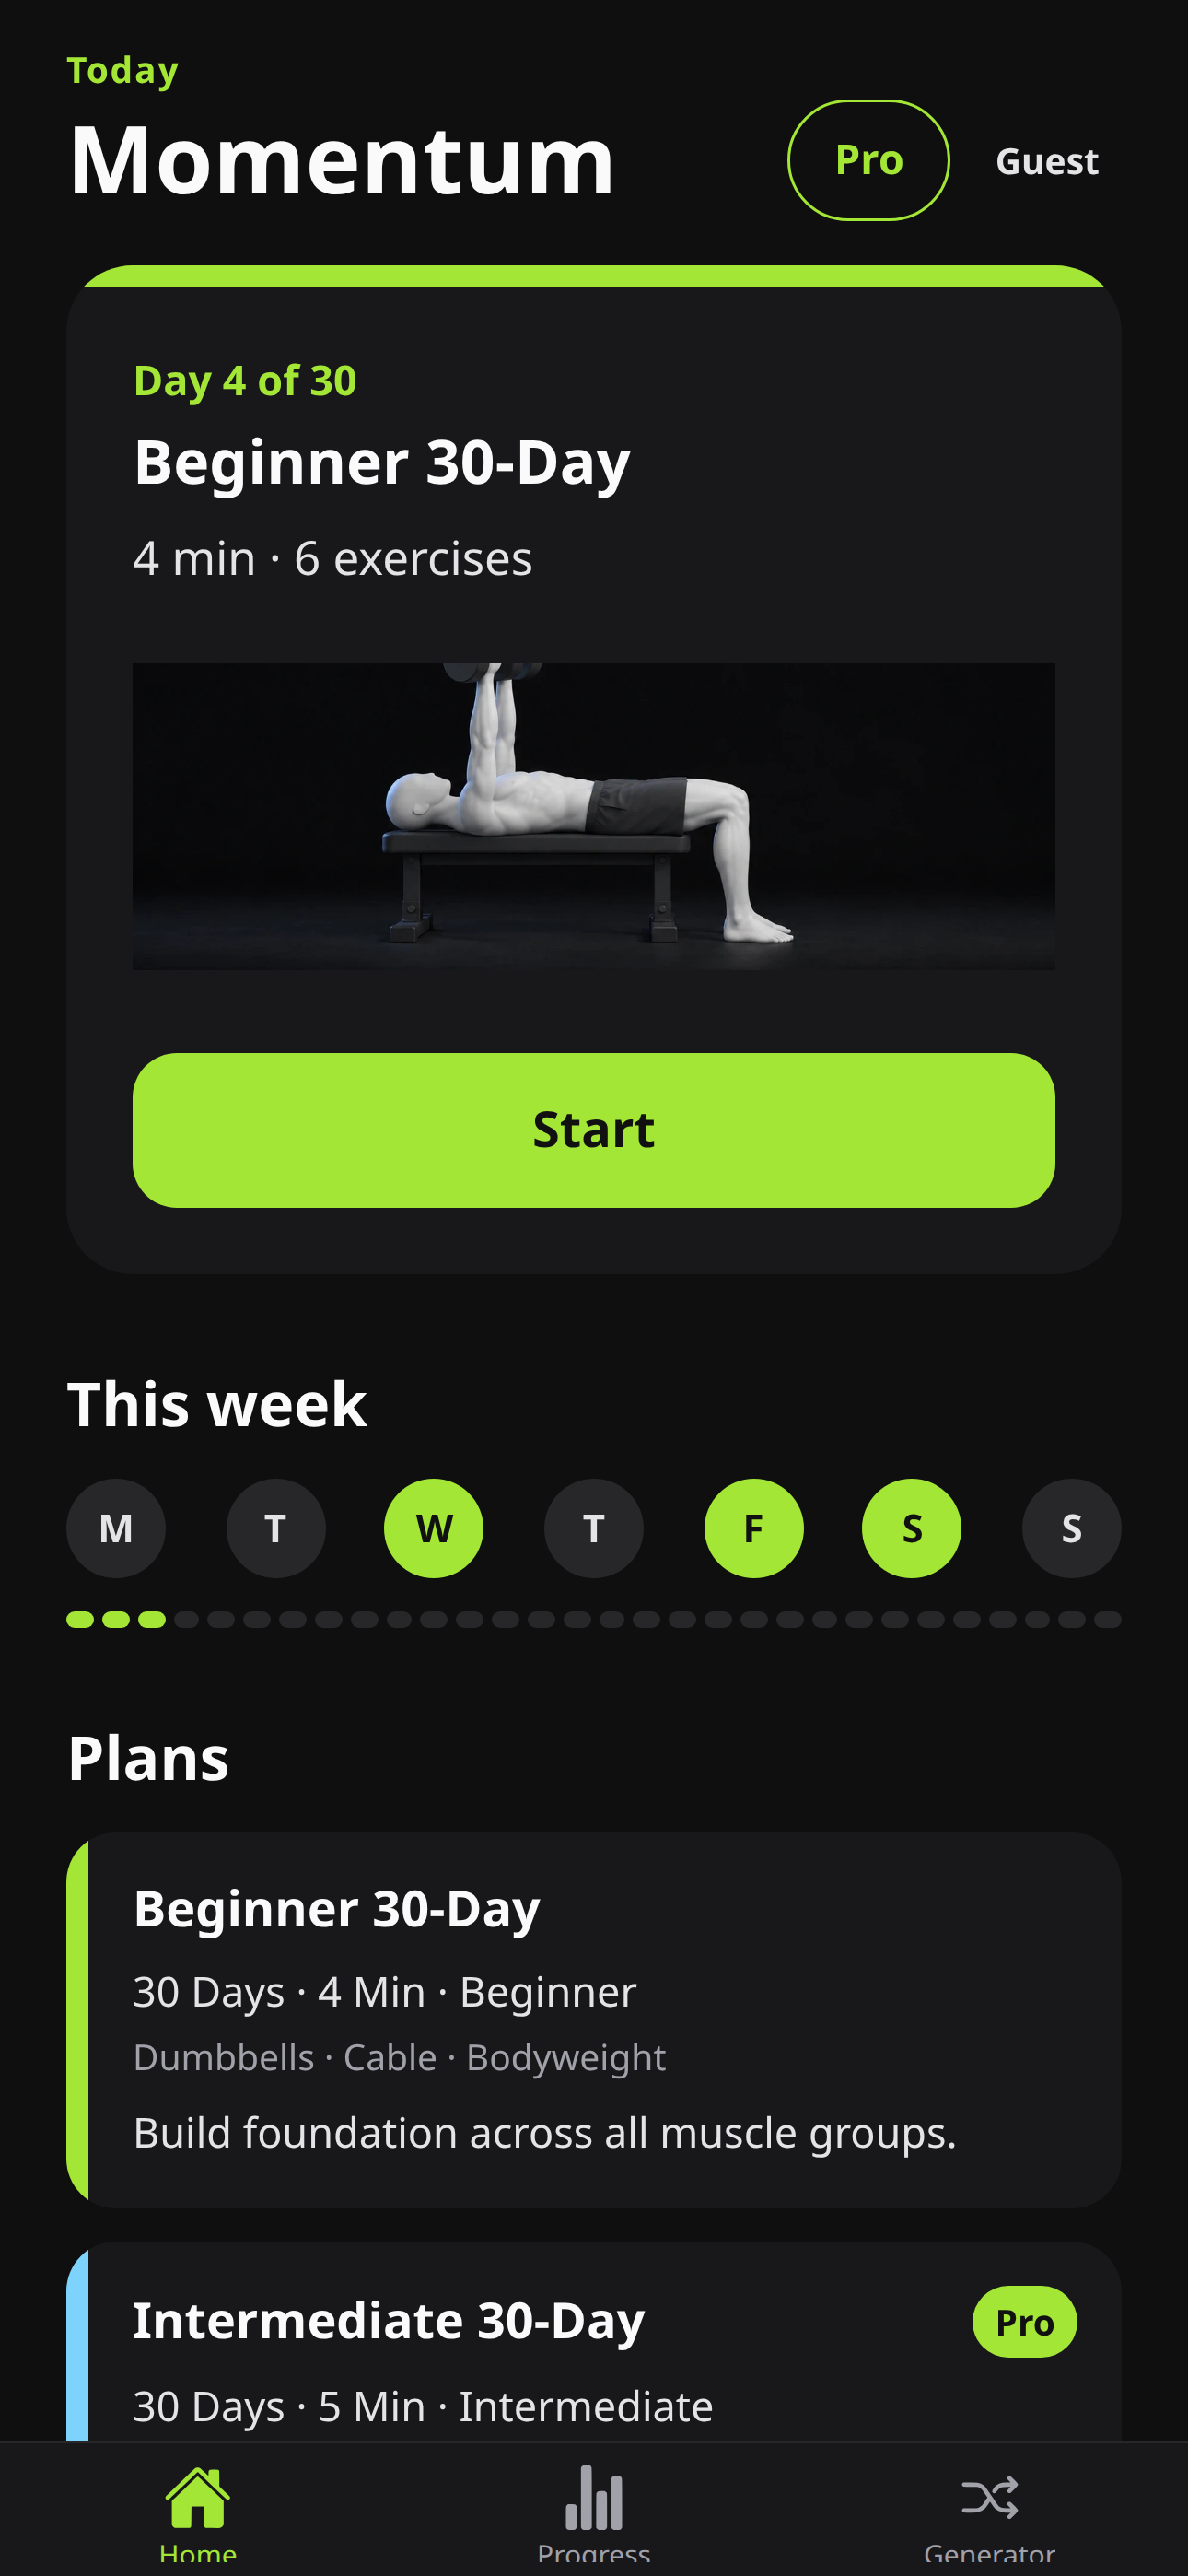 Today
Momentum
Pro
Guest
Day 4 of 30
Beginner 30-Day
4 min · 6 exercises
Start
This week
M T W T F S S
Plans
Beginner 30-Day
30 Days · 4 Min · Beginner
Dumbbells · Cable · Bodyweight
Build foundation across all muscle groups.
Intermediate 30-Day
Pro
30 Days · 5 Min · Intermediate
Home
Progress
Generator